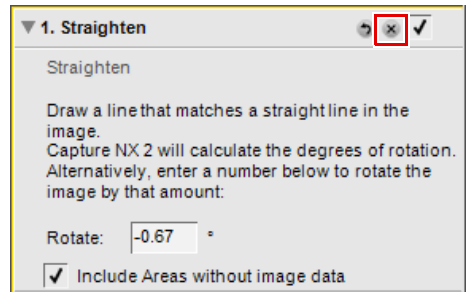 1. Straighten
Straighten
Draw a line that matches a straight line in the
image.
Capture NX 2 will calculate the degrees of rotation.
Alternatively, enter a number below to rotate the
image by that amount:
Rotate: -0.67 °
Include Areas without image data